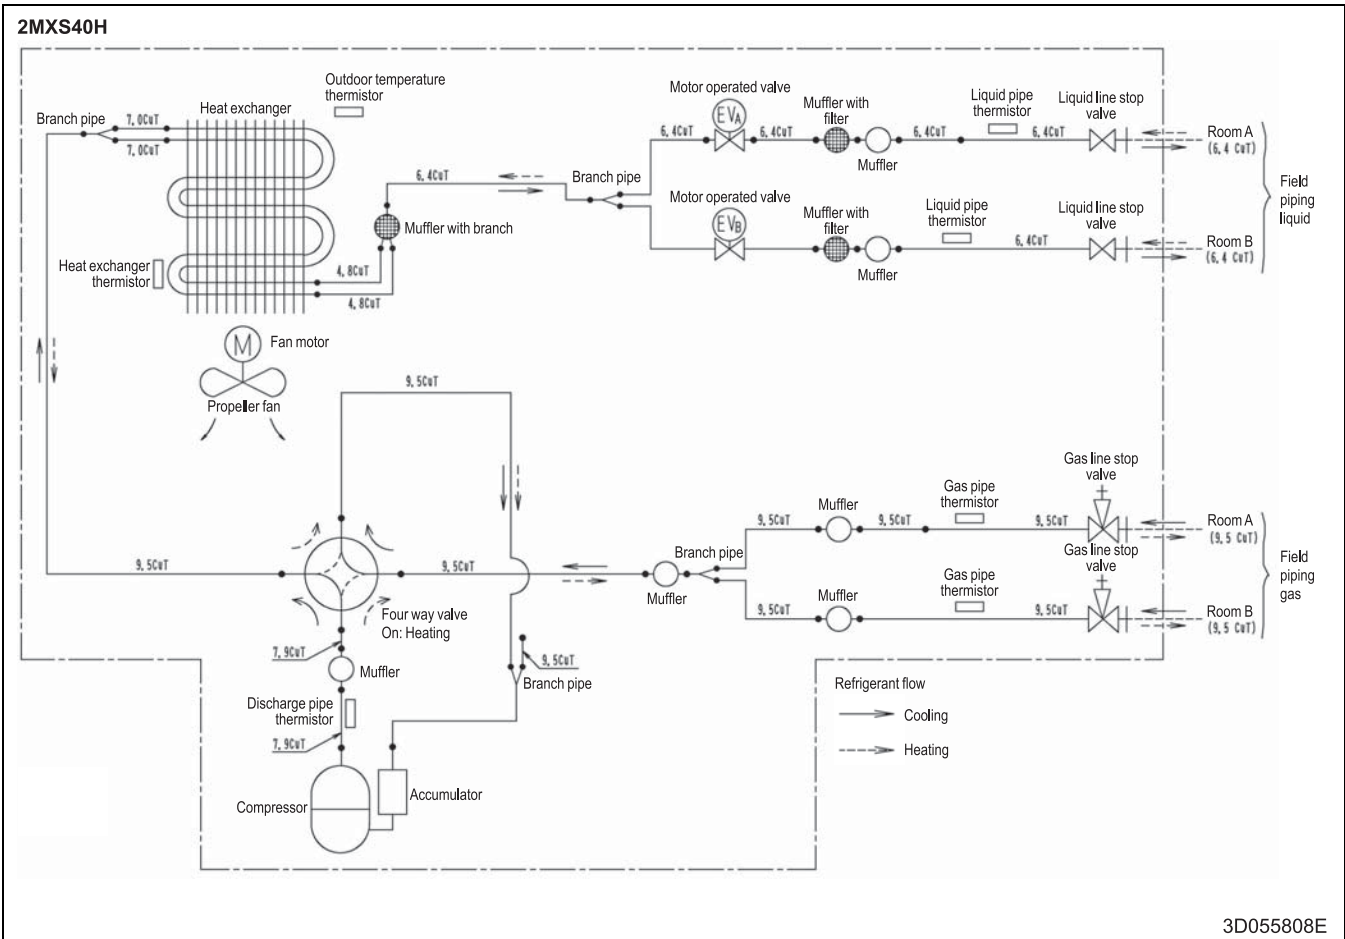 2MXS40H
Outdoor temperature
thermistor
Heat exchanger
Branch pipe
7,0CuT
7,0CuT
Heat exchanger
thermistor
4,8CuT
4,8CuT
Muffler with branch
6,4CuT
Branch pipe
Motor operated valve
EVA
6,4CuT
6,4CuT
Muffler with
filter
Muffler
6,4CuT
Liquid pipe
thermistor
6,4CuT
Liquid line stop
valve
Room A
(6,4 CuT)
Motor operated valve
EVB
Muffler with
filter
Muffler
Liquid pipe
thermistor
6,4CuT
Liquid line stop
valve
Room B
(6,4 CuT)
Field
piping
liquid
M
Fan motor
Propeller fan
9,5CuT
9,5CuT
Four way valve
On: Heating
9,5CuT
Muffler
Branch pipe
9,5CuT
Muffler
9,5CuT
Gas pipe
thermistor
9,5CuT
Gas line stop
valve
Room A
(9,5 CuT)
9,5CuT
Muffler
Gas pipe
thermistor
9,5CuT
Gas line stop
valve
Room B
(9,5 CuT)
Field
piping
gas
7,9CuT
Muffler
Discharge pipe
thermistor
7,9CuT
9,5CuT
Branch pipe
Compressor
Accumulator
Refrigerant flow
Cooling
Heating
3D055808E